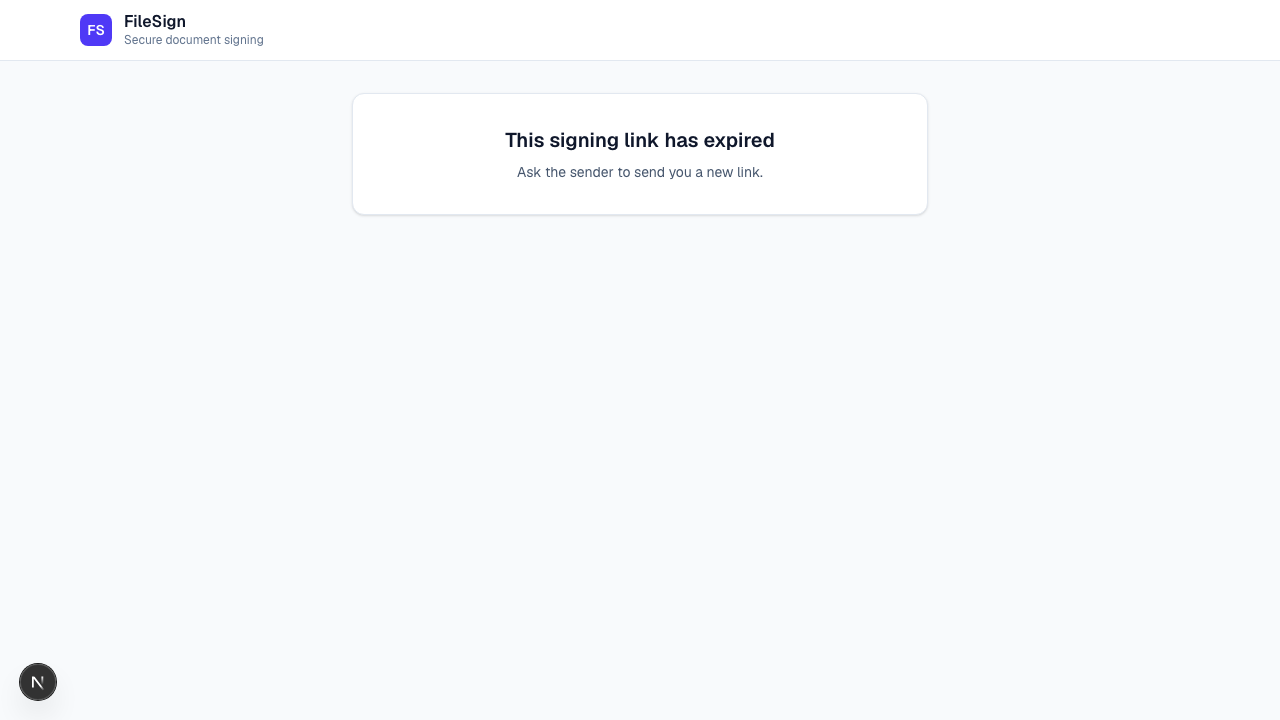 FS
FileSign
Secure document signing
This signing link has expired
Ask the sender to send you a new link.
N